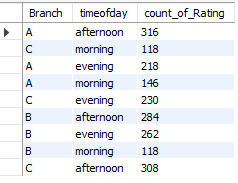 Branch timeofday count_of_Rating
A afternoon 316
C morning 118
A evening 218
A morning 146
C evening 230
B afternoon 284
B evening 262
B morning 118
C afternoon 308